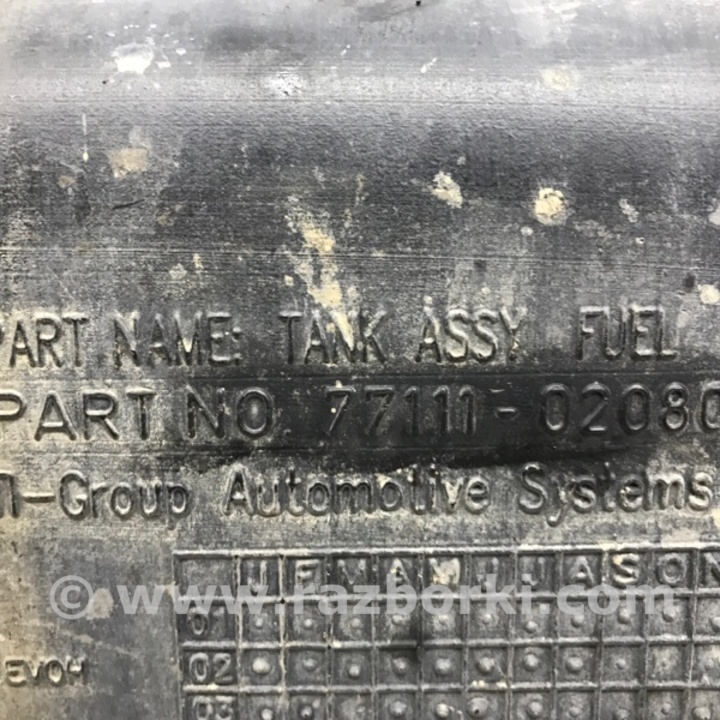 PART NAME: TANK ASSY FUEL
PART NO 77111-02080
-Group Automotive Systems
J F M A M J J A S O N
© www.razborki.com
01
02
EVOH
03